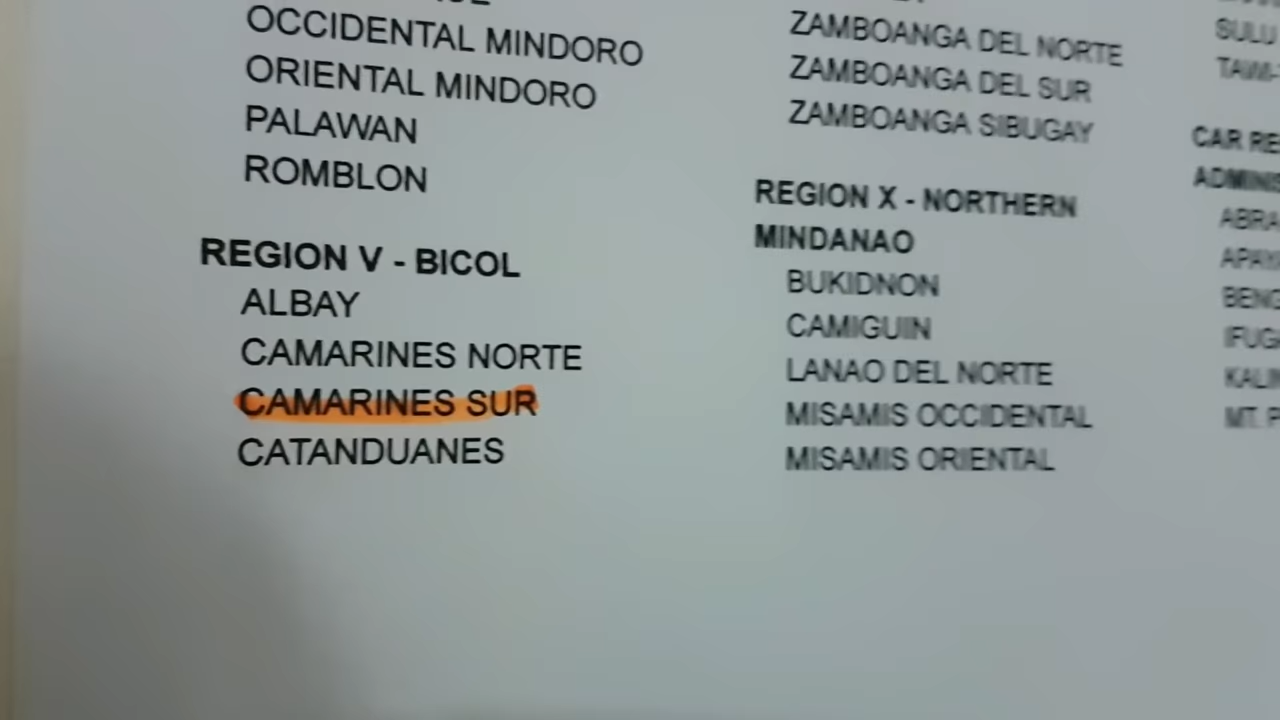 OCCIDENTAL MINDORO
ORIENTAL MINDORO
PALAWAN
ROMBLON
REGION V - BICOL
ALBAY
CAMARINES NORTE
CAMARINES SUR
CATANDUANES
ZAMBOANGA DEL NORTE
ZAMBOANGA DEL SUR
ZAMBOANGA SIBUGAY
REGION X - NORTHERN
MINDANAO
BUKIDNON
CAMIGUIN
LANAO DEL NORTE
MISAMIS OCCIDENTAL
MISAMIS ORIENTAL
SULU
CAR